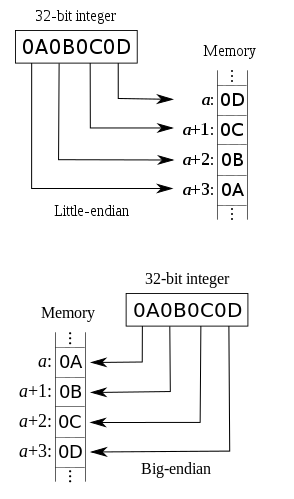 32-bit integer
0A0B0C0D
Memory
⋮
a: 0D
a+1: 0C
a+2: 0B
a+3: 0A
⋮
Little-endian
32-bit integer
0A0B0C0D
Memory
⋮
a: 0A
a+1: 0B
a+2: 0C
a+3: 0D
⋮
Big-endian